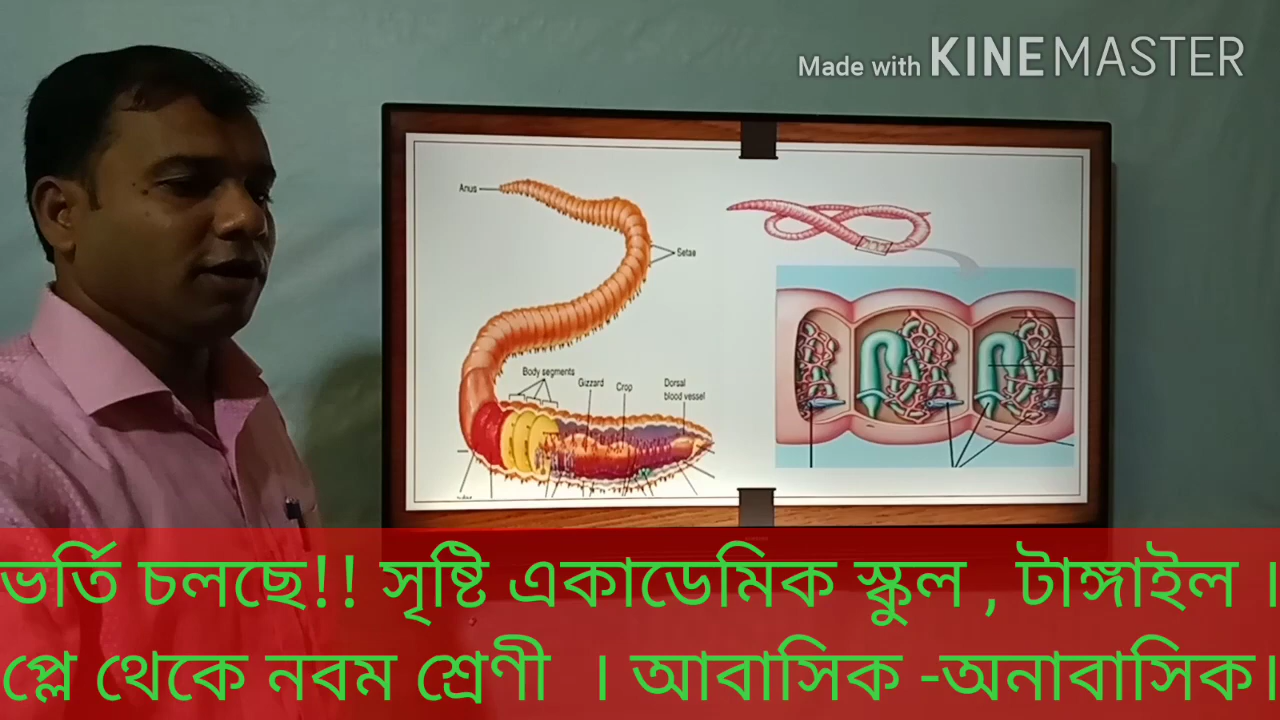 Made with KINEMASTER
Anus
Setae
Body segments
Gizzard
Crop
Dorsal
blood vessel
ভর্তি চলছে!! সৃষ্টি একাডেমিক স্কুল , টাঙ্গাইল ।
প্লে থেকে নবম শ্রেণী । আবাসিক -অনাবাসিক।